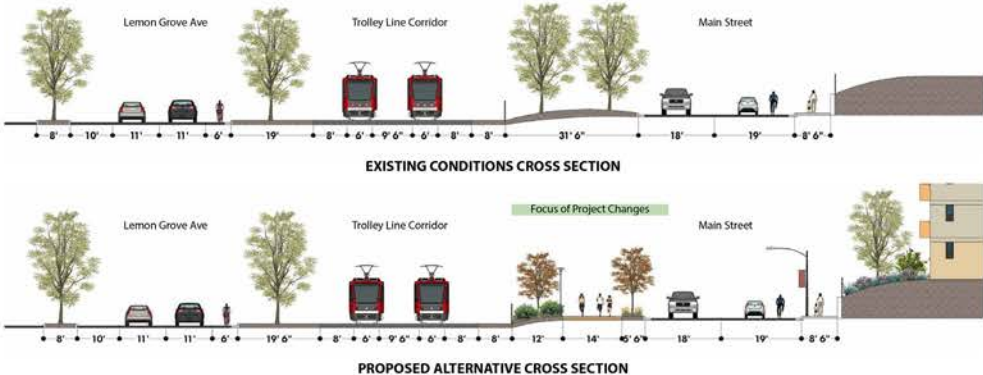 Lemon Grove Ave Trolley Line Corridor Main Street
8' 10' 11' 11' 6' 19' 8' 6' 9' 6" 6' 8' 8' 31' 6" 18' 19' 8' 6"
EXISTING CONDITIONS CROSS SECTION
Focus of Project Changes
Lemon Grove Ave Trolley Line Corridor Main Street
8' 10' 11' 11' 6' 19' 6" 8' 6' 9' 6" 6' 8' 8' 12' 14' 5' 6" 18' 19' 8' 6"
PROPOSED ALTERNATIVE CROSS SECTION